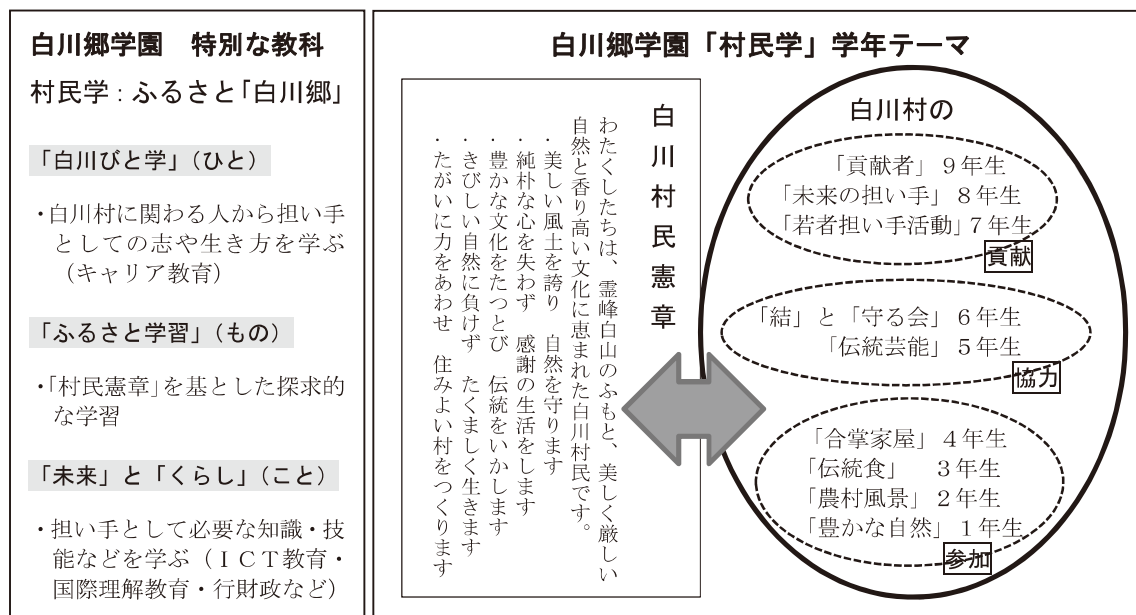 白川郷学園　特別な教科
村民学：ふるさと「白川郷」
「白川びと学」（ひと）
・白川村に関わる人から担い手
としての志や生き方を学ぶ
（キャリア教育）
「ふるさと学習」（もの）
・「村民憲章」を基とした探求的
な学習
「未来」と「くらし」（こと）
・担い手として必要な知識・技
能などを学ぶ（ＩＣＴ教育・
国際理解教育・行財政など）
白川郷学園「村民学」学年テーマ
白川村民憲章
わたくしたちは、霊峰白山のふもと、美しく厳しい
自然と香り高い文化に恵まれた白川村民です。
・美しい風土を誇り　自然を守ります
・純朴な心を失わず　感謝の生活をします
・豊かな文化をたっとび　伝統をいかします
・きびしい自然に負けず　たくましく生きます
・たがいに力をあわせ　住みよい村をつくります
白川村の
「貢献者」９年生
「未来の担い手」８年生
「若者担い手活動」７年生
貢献
「結」と「守る会」６年生
「伝統芸能」５年生
協力
「合掌家屋」４年生
「伝統食」　３年生
「農村風景」２年生
「豊かな自然」１年生
参加